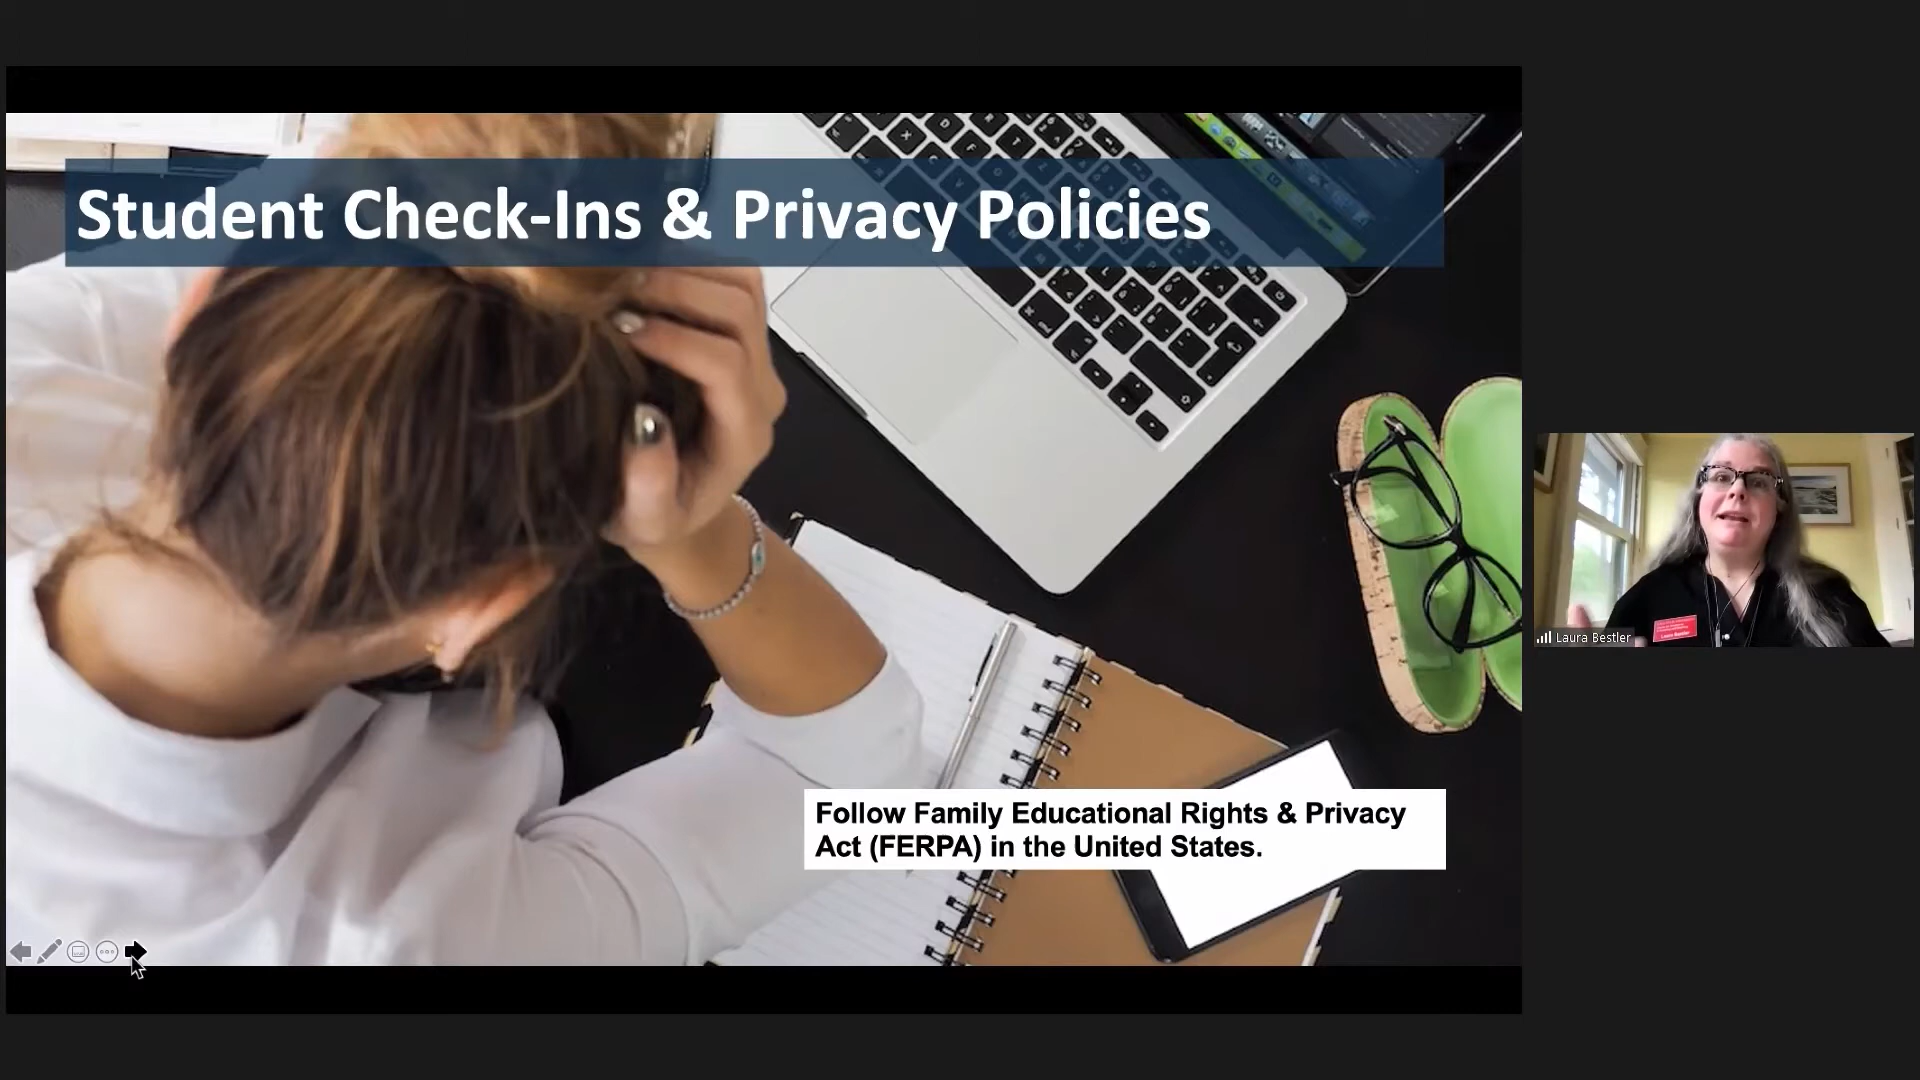 Student Check-Ins & Privacy Policies
Follow Family Educational Rights & Privacy
Act (FERPA) in the United States.
Laura Bestler